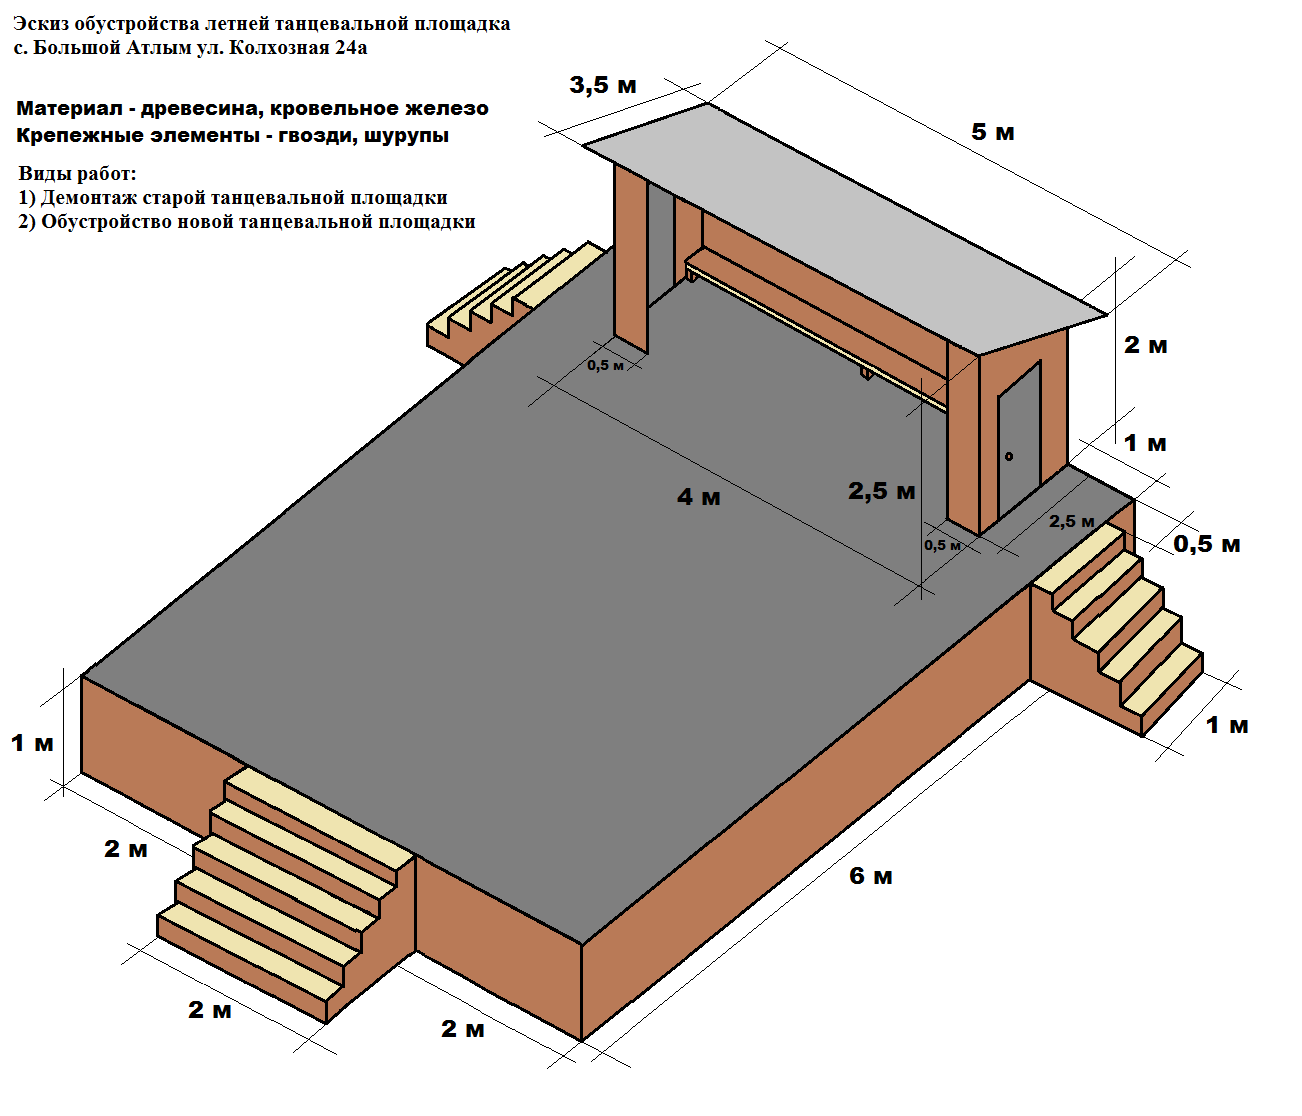 Эскиз обустройства летней танцевальной площадка
с. Большой Атлым ул. Колхозная 24а
Материал - древесина, кровельное железо
Крепежные элементы - гвозди, шурупы
Виды работ:
1) Демонтаж старой танцевальной площадки
2) Обустройство новой танцевальной площадки
3,5 м
5 м
2 м
0,5 м
1 м
4 м
2,5 м
2,5 м
0,5 м
0,5 м
1 м
1 м
2 м
6 м
2 м
2 м